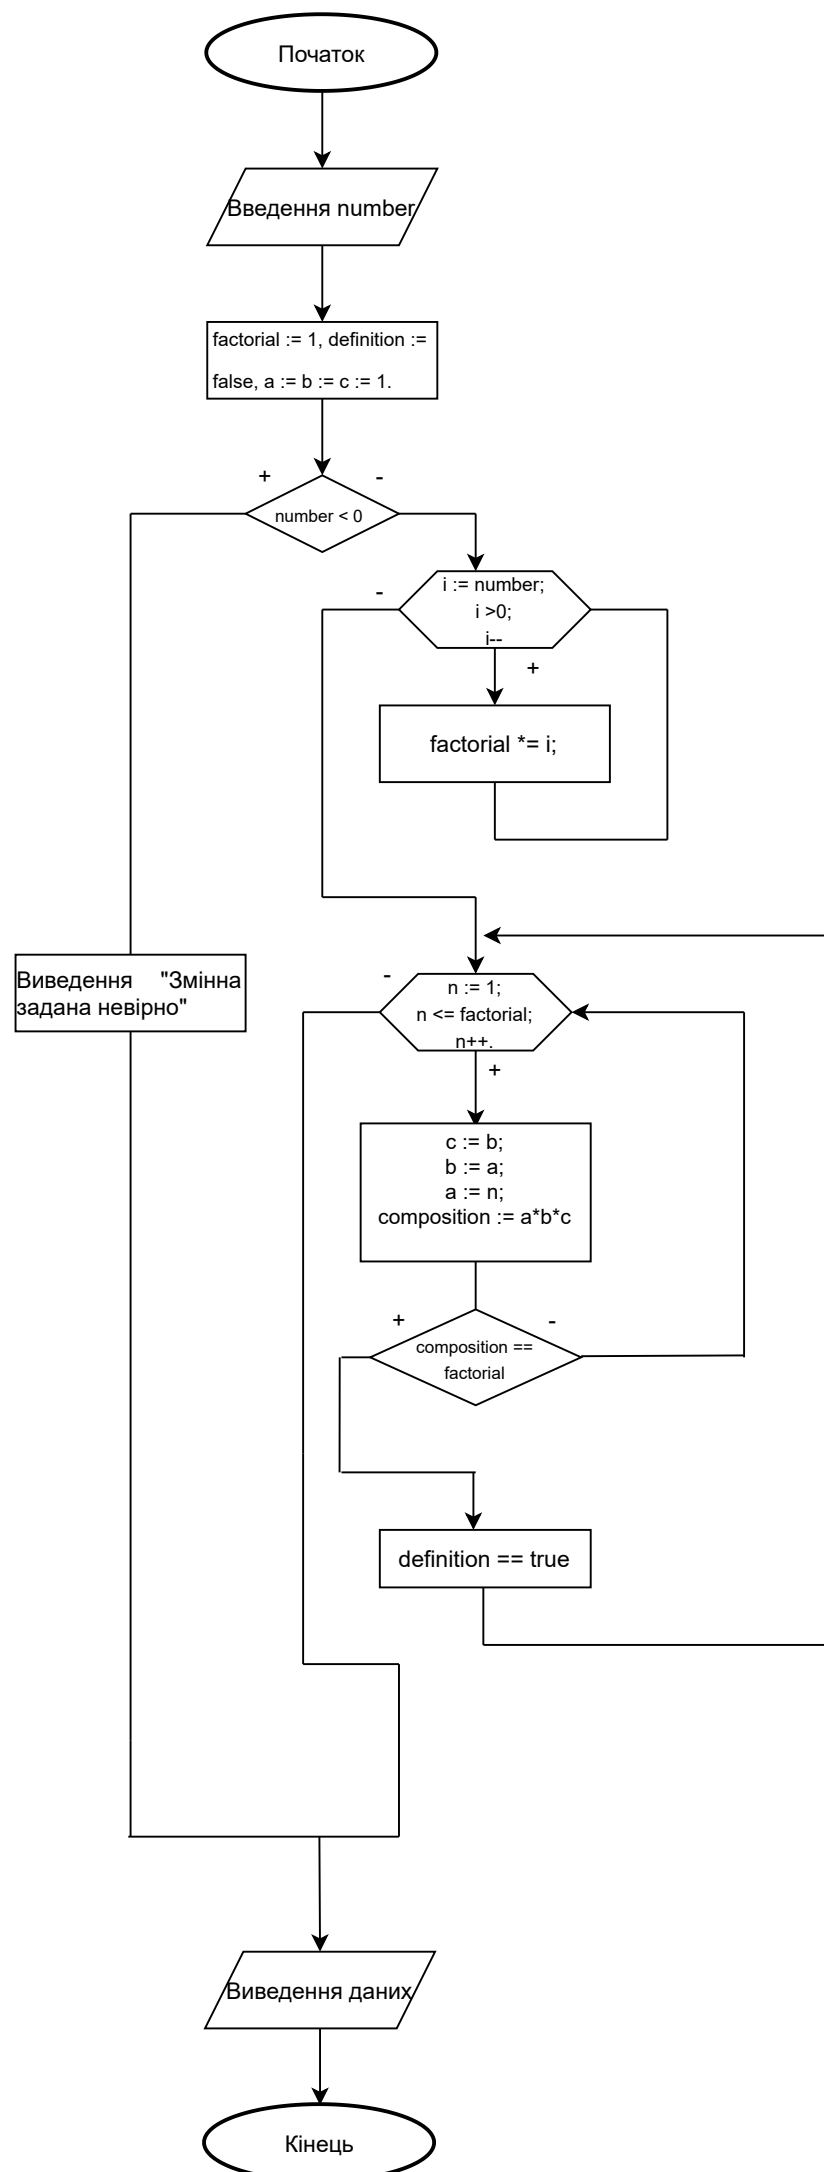 Початок
Введення number
factorial := 1, definition :=
false, a := b := c := 1.
+
-
number < 0
i := number;
i >0;
i--
-
+
factorial *= i;
Виведення "Змінна
задана невірно"
-
n := 1;
n <= factorial;
n++.
+
c := b;
b := a;
a := n;
composition := a*b*c
+
-
composition ==
factorial
definition == true
Виведення даних
Кінець